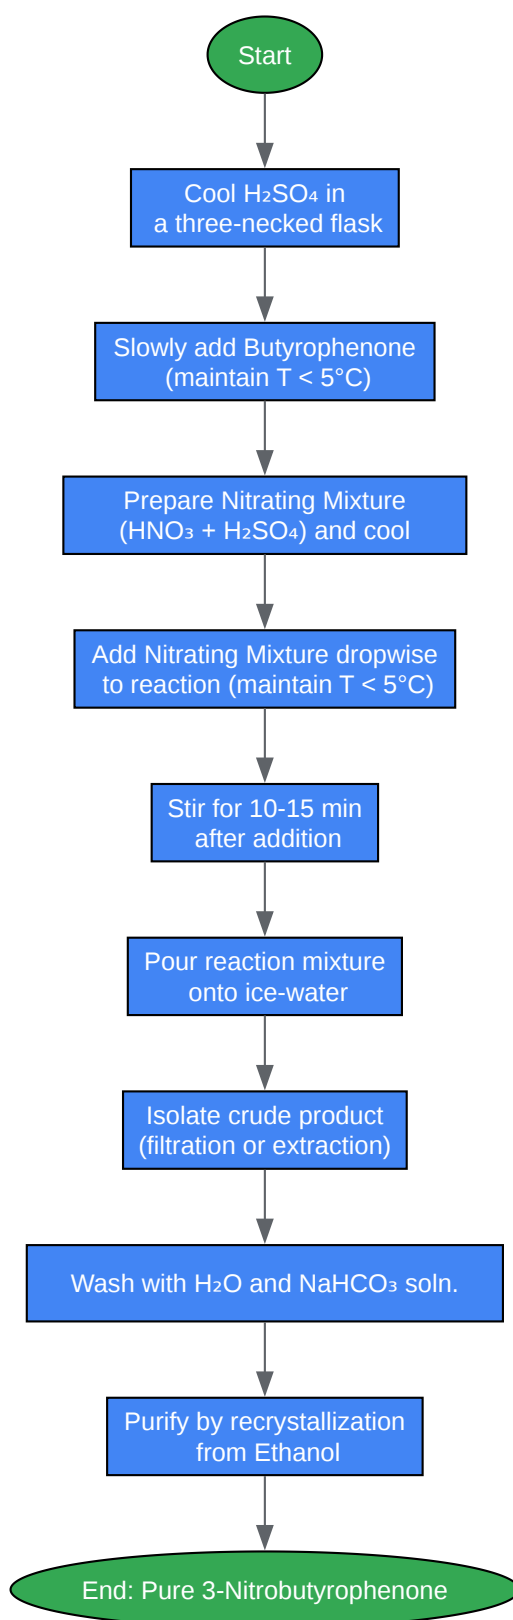 Start
Cool H₂SO₄ in
a three-necked flask
Slowly add Butyrophenone
(maintain T < 5°C)
Prepare Nitrating Mixture
(HNO₃ + H₂SO₄) and cool
Add Nitrating Mixture dropwise
to reaction (maintain T < 5°C)
Stir for 10-15 min
after addition
Pour reaction mixture
onto ice-water
Isolate crude product
(filtration or extraction)
Wash with H₂O and NaHCO₃ soln.
Purify by recrystallization
from Ethanol
End: Pure 3-Nitrobutyrophenone